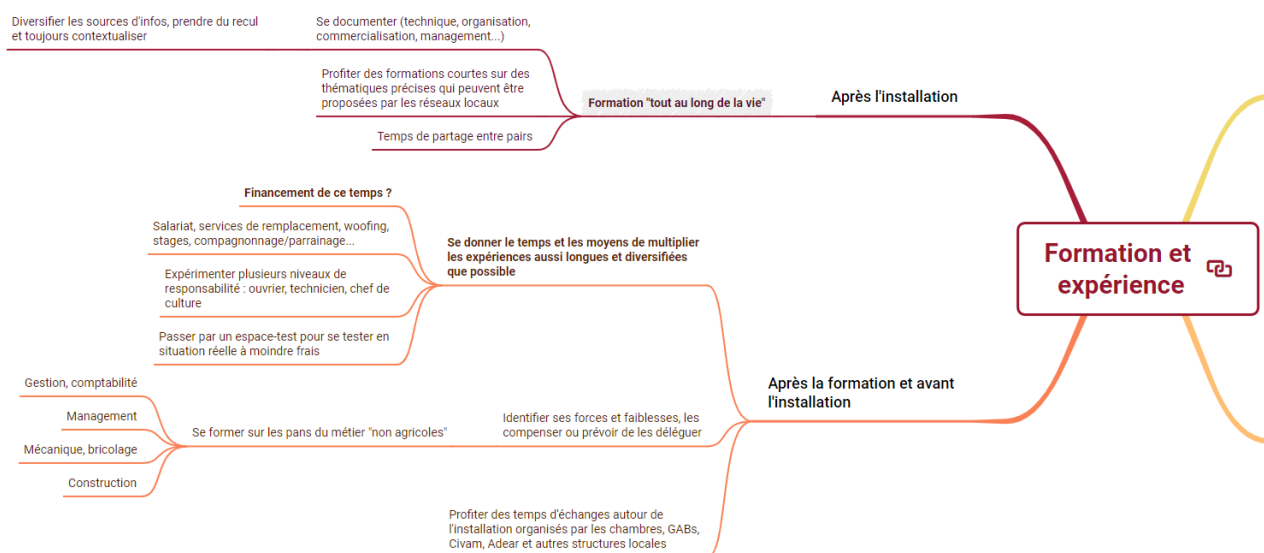 Diversifier les sources d'infos, prendre du recul
et toujours contextualiser
Se documenter (technique, organisation,
commercialisation, management...)
Profiter des formations courtes sur des
thématiques précises qui peuvent être
proposées par les réseaux locaux
Temps de partage entre pairs
Formation "tout au long de la vie"
Après l'installation
Formation et
expérience
Financement de ce temps ?
Salariat, services de remplacement, woofing,
stages, compagnonnage/parrainage...
Expérimenter plusieurs niveaux de
responsabilité : ouvrier, technicien, chef de
culture
Passer par un espace-test pour se tester en
situation réelle à moindre frais
Se donner le temps et les moyens de multiplier
les expériences aussi longues et diversifiées
que possible
Après la formation et avant
l'installation
Gestion, comptabilité
Management
Mécanique, bricolage
Construction
Se former sur les pans du métier "non agricoles"
Identifier ses forces et faiblesses, les
compenser ou prévoir de les déléguer
Profiter des temps d'échanges autour de
l'installation organisés par les chambres, GABs,
Civam, Adear et autres structures locales